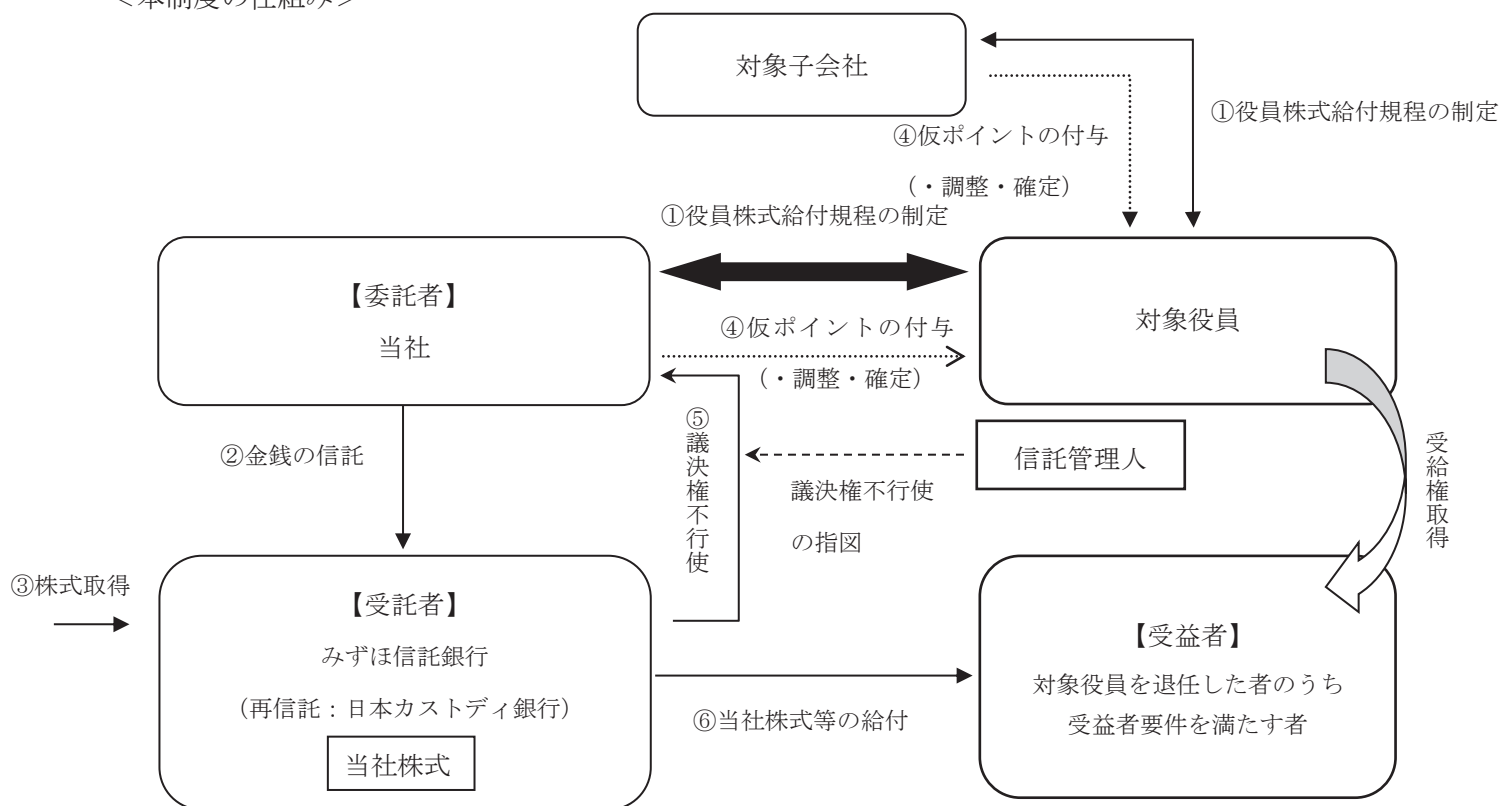 ＜本制度の仕組み＞
対象子会社
①役員株式給付規程の制定
④仮ポイントの付与
（・調整・確定）
①役員株式給付規程の制定
【委託者】
当社
④仮ポイントの付与
（・調整・確定）
対象役員
②金銭の信託
⑤議決権不行使
議決権不行使
の指図
信託管理人
受給権取得
③株式取得
【受託者】
みずほ信託銀行
（再信託：日本カストディ銀行）
当社株式
⑥当社株式等の給付
【受益者】
対象役員を退任した者のうち
受益者要件を満たす者